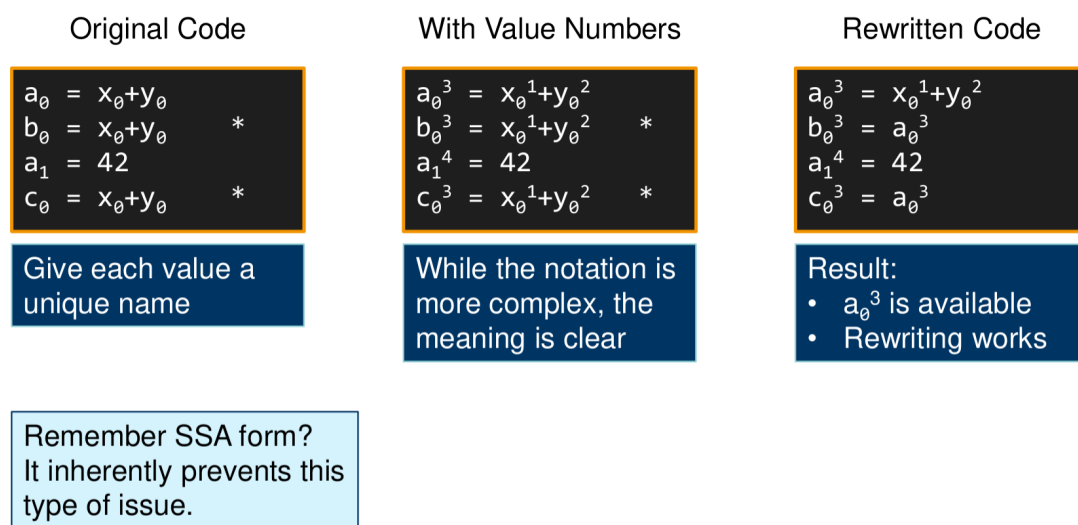 Original Code
a₀ = x₀+y₀
b₀ = x₀+y₀ *
a₁ = 42
c₀ = x₀+y₀ *
Give each value a
unique name
With Value Numbers
a₀³ = x₀¹+y₀²
b₀³ = x₀¹+y₀² *
a₁⁴ = 42
c₀³ = x₀¹+y₀² *
While the notation is
more complex, the
meaning is clear
Rewritten Code
a₀³ = x₀¹+y₀²
b₀³ = a₀³
a₁⁴ = 42
c₀³ = a₀³
Result:
• a₀³ is available
• Rewriting works
Remember SSA form?
It inherently prevents this
type of issue.